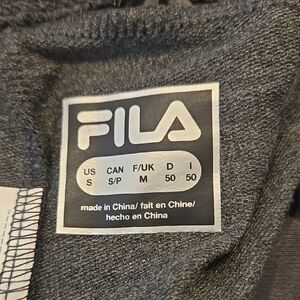 FILA
US CAN F/UK D I
S S/P M 50 50
made in China/ fait en Chine/
hecho en China